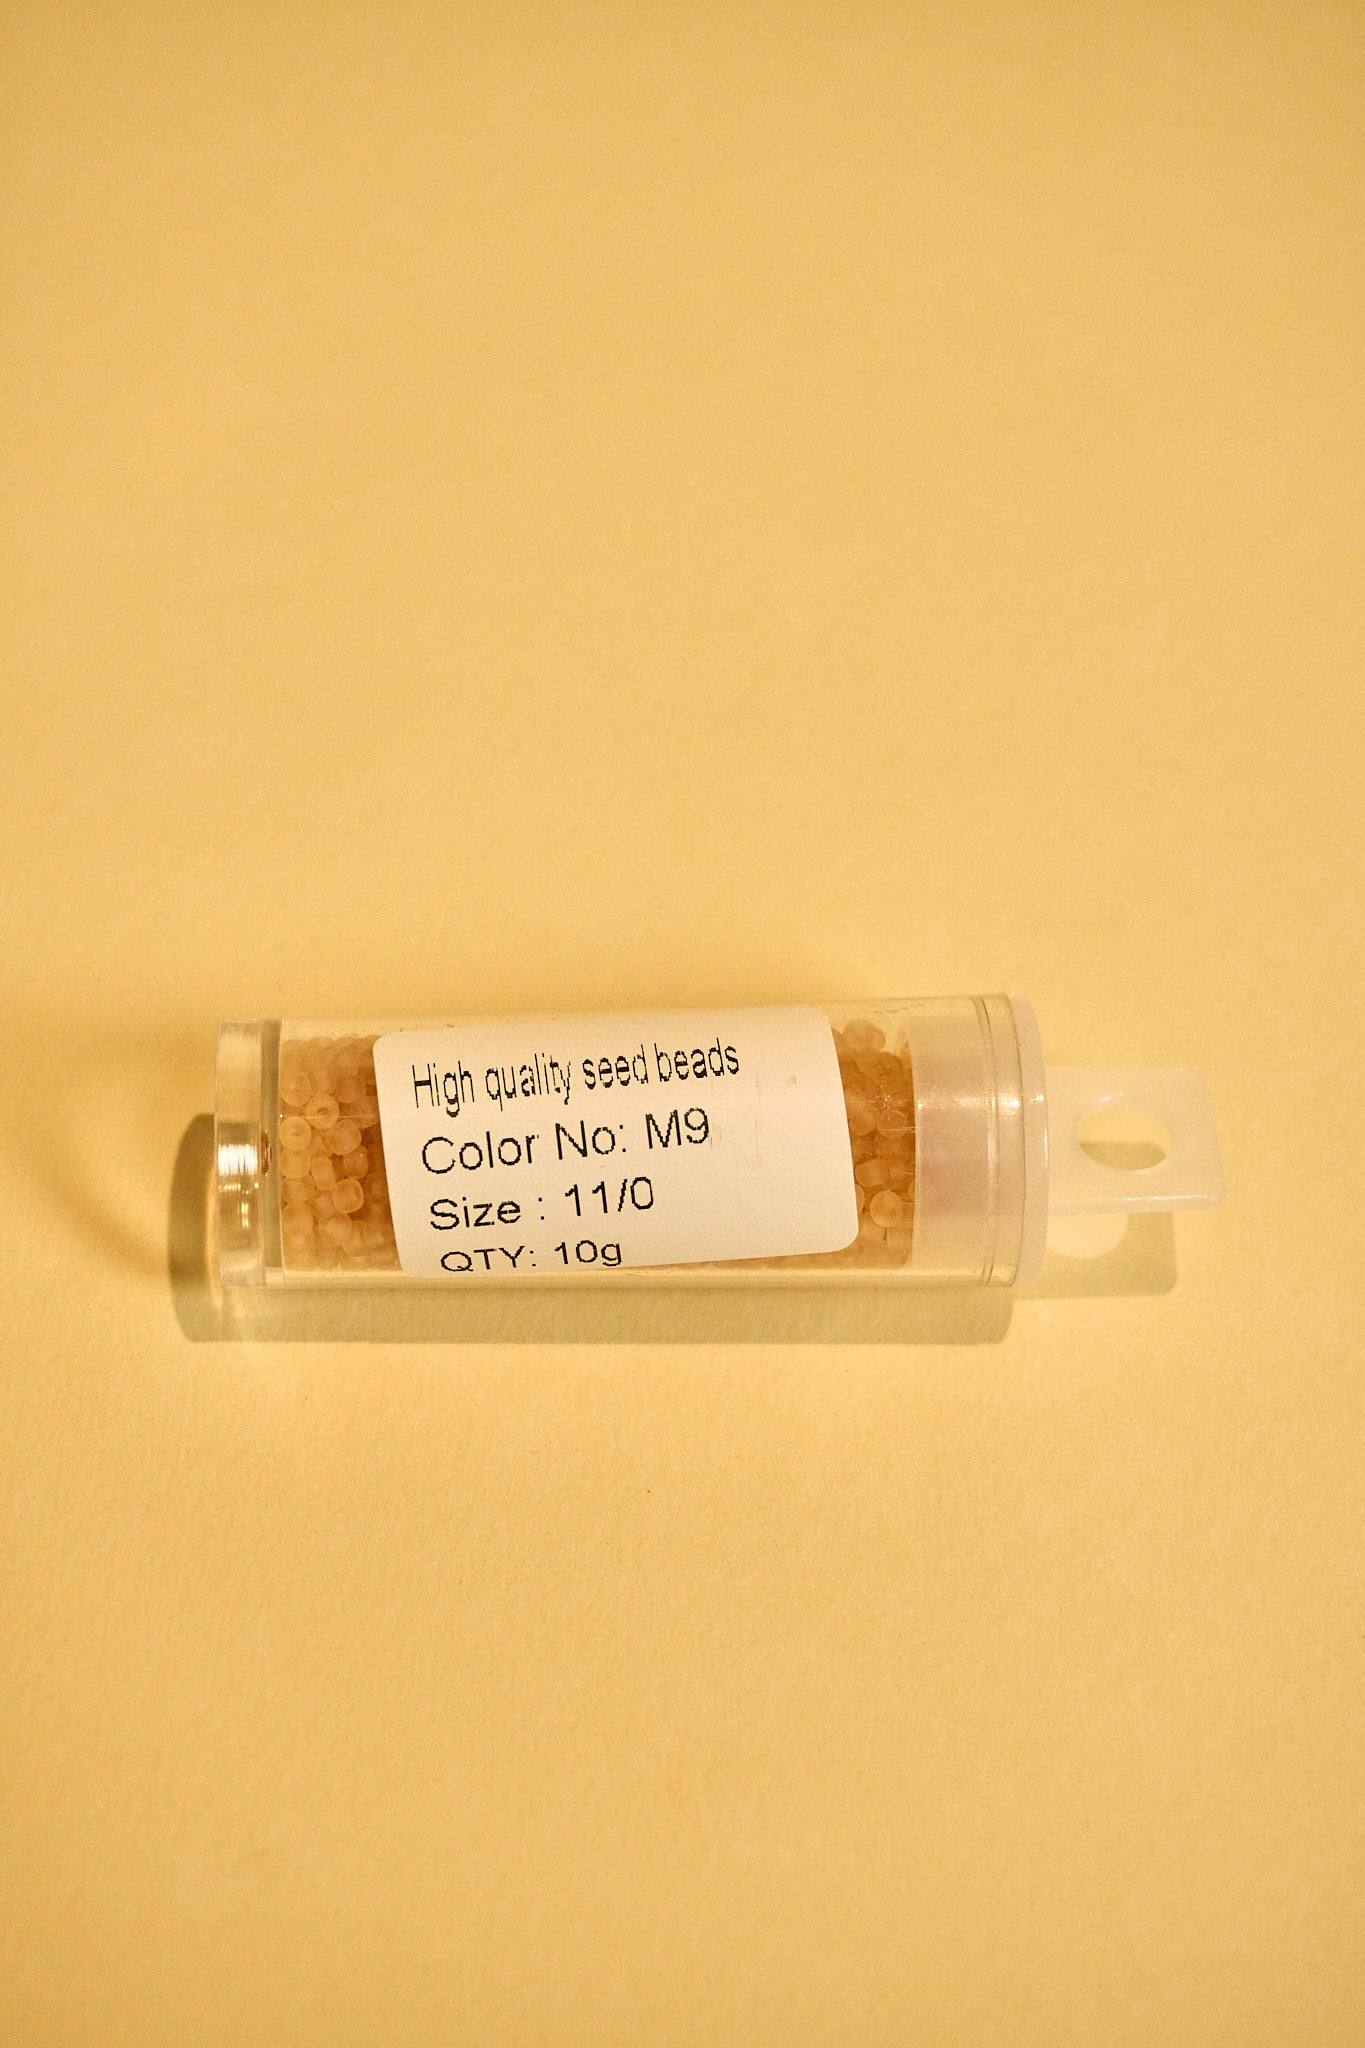 High quality seed beads
Color No: M9
Size : 11/0
QTY: 10g